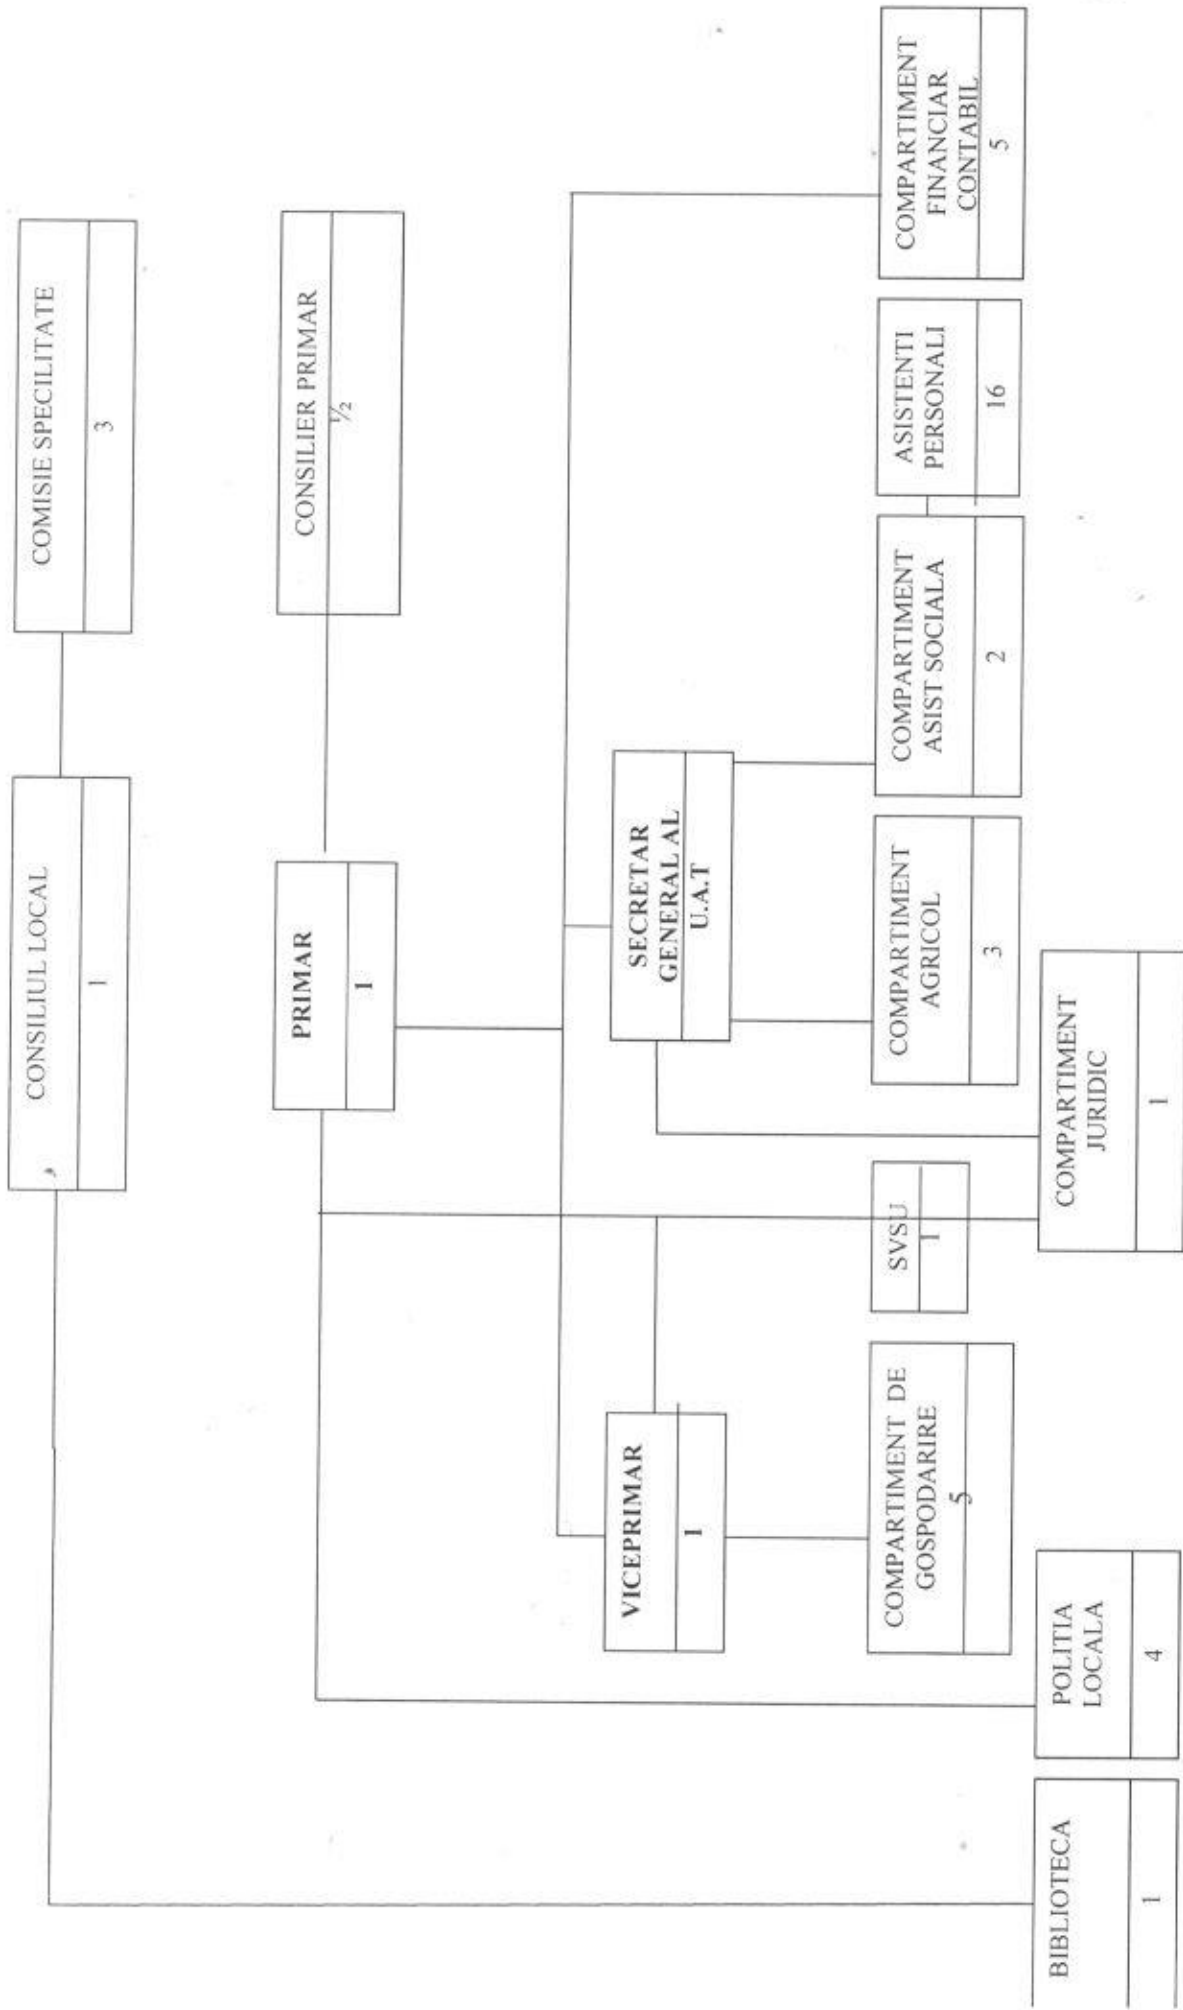 CONSILIUL LOCAL
1
COMISIE SPECILITATE
3
PRIMAR
1
CONSILIER PRIMAR
½
VICEPRIMAR
1
SECRETAR
GENERAL AL
U.A.T
COMPARTIMENT DE
GOSPODARIRE
5
SVSU
1
COMPARTIMENT
AGRICOL
3
COMPARTIMENT
ASIST SOCIALA
2
ASISTENTI
PERSONALI
16
COMPARTIMENT
FINANCIAR
CONTABIL
5
BIBLIOTECA
1
POLITIA
LOCALA
4
COMPARTIMENT
JURIDIC
1